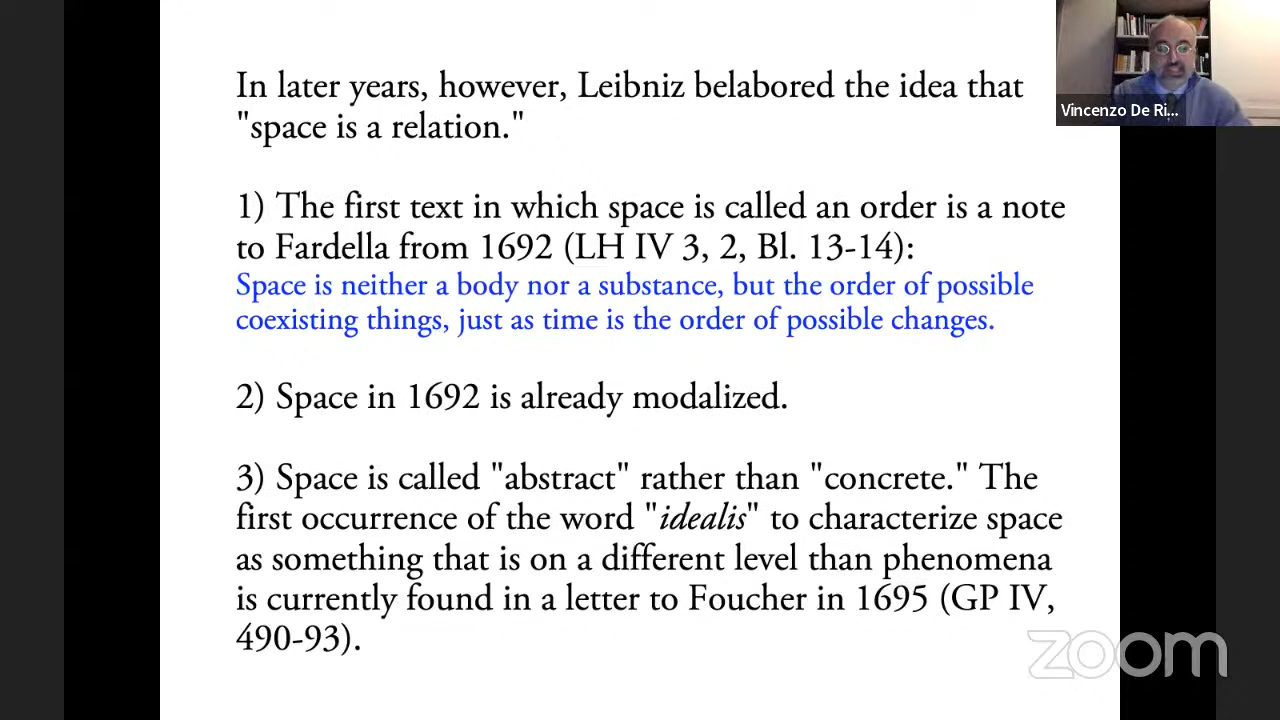 In later years, however, Leibniz belabored the idea that
"space is a relation."
1) The first text in which space is called an order is a note
to Fardella from 1692 (LH IV 3, 2, Bl. 13-14):
Space is neither a body nor a substance, but the order of possible
coexisting things, just as time is the order of possible changes.
2) Space in 1692 is already modalized.
3) Space is called "abstract" rather than "concrete." The
first occurrence of the word "idealis" to characterize space
as something that is on a different level than phenomena
is currently found in a letter to Foucher in 1695 (GP IV,
490-93).
Vincenzo De Ri...
zoom